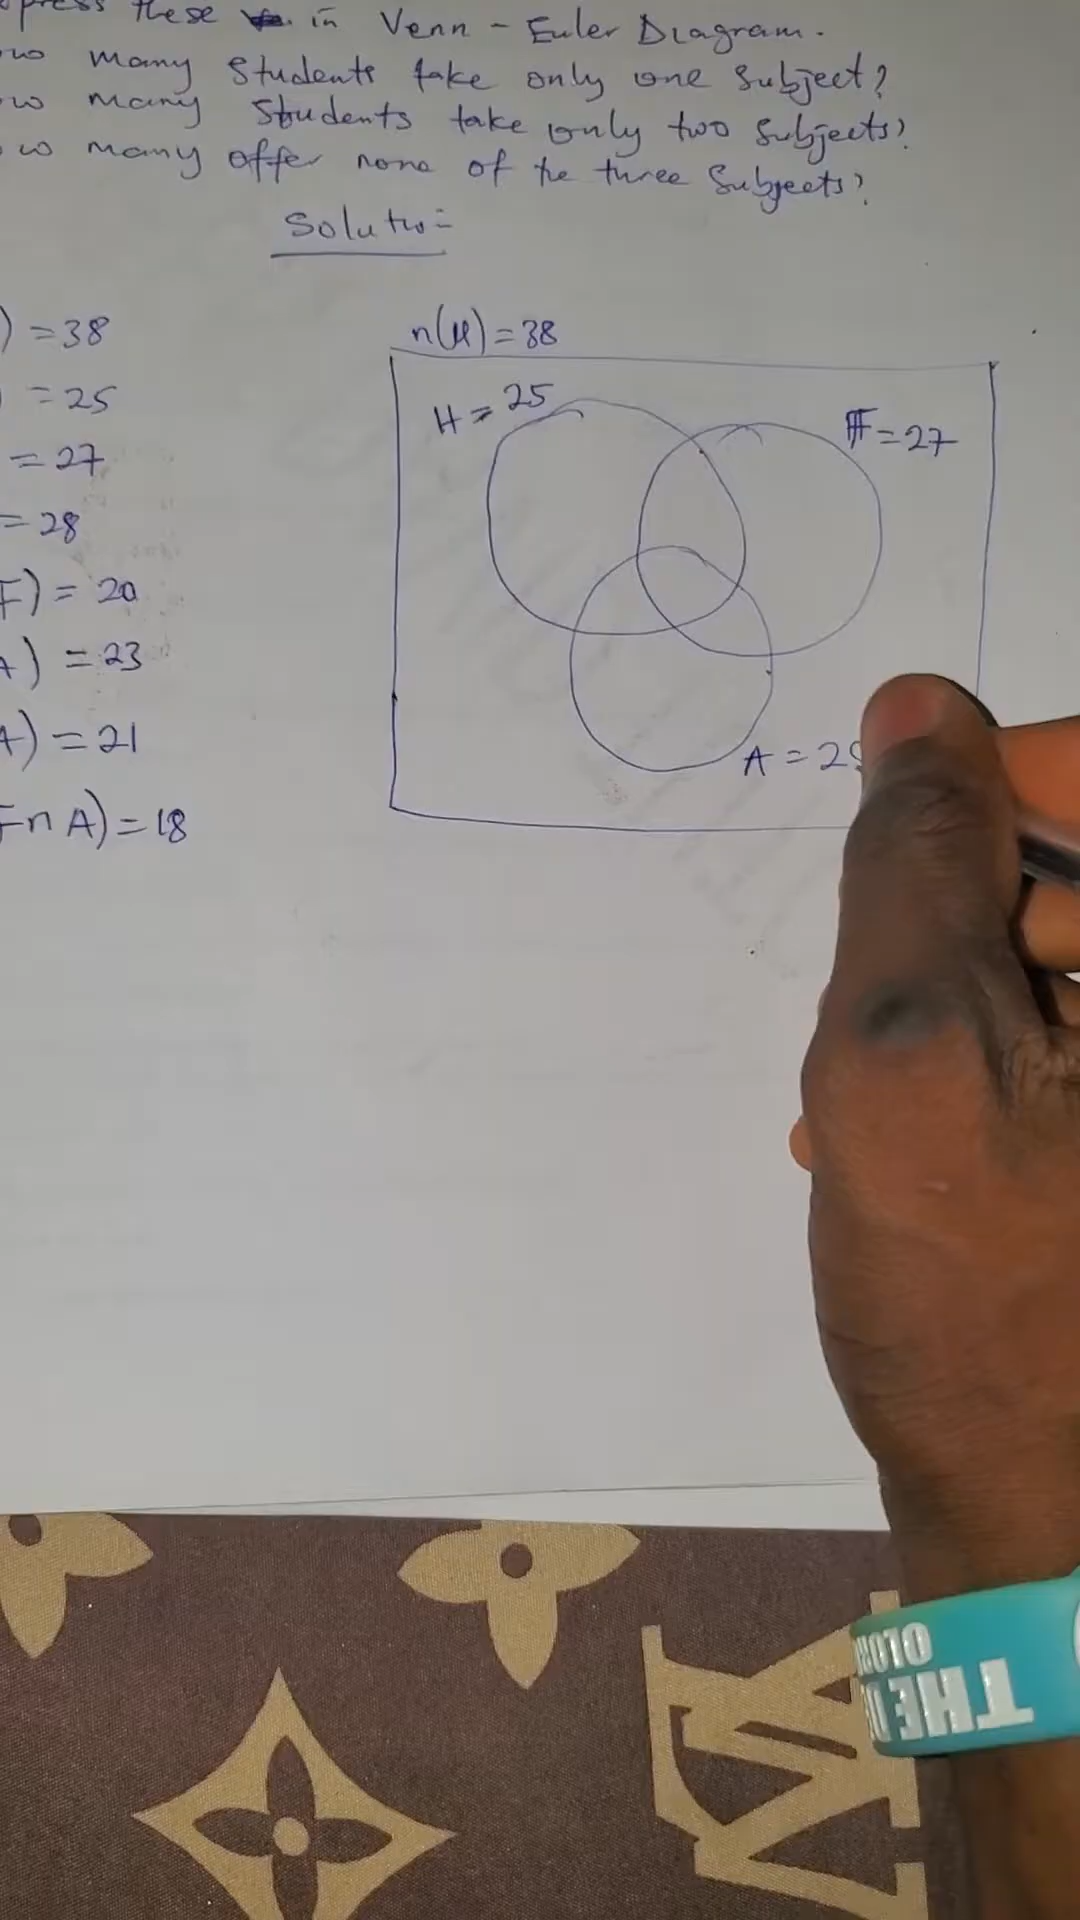 press these in Venn - Euler Diagram.
many Students take only one Subject?
many Students take only two Subjects?
many offer none of the three Subjects?
Solution
) = 38
n(μ) = 38
= 25
H = 25
F = 27
= 27
= 28
F) = 20
A) = 23
A) = 21
A = 2
F n A) = 18
THE